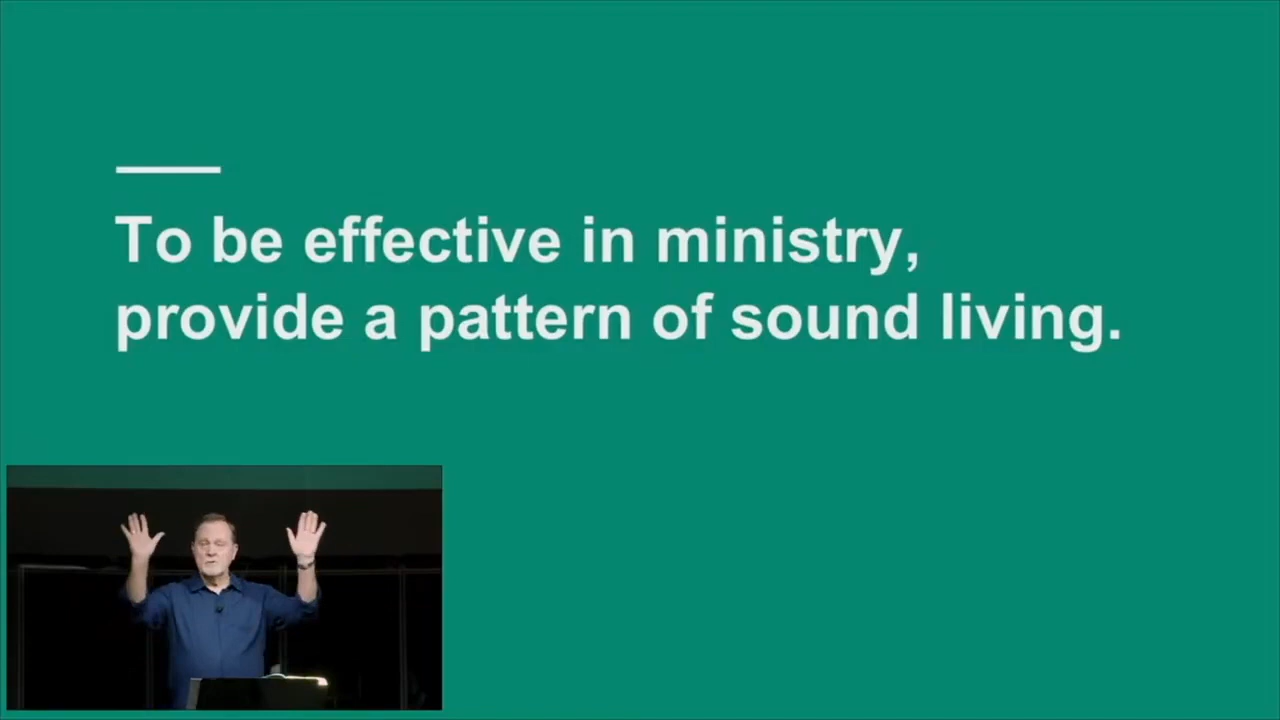 To be effective in ministry,
provide a pattern of sound living.